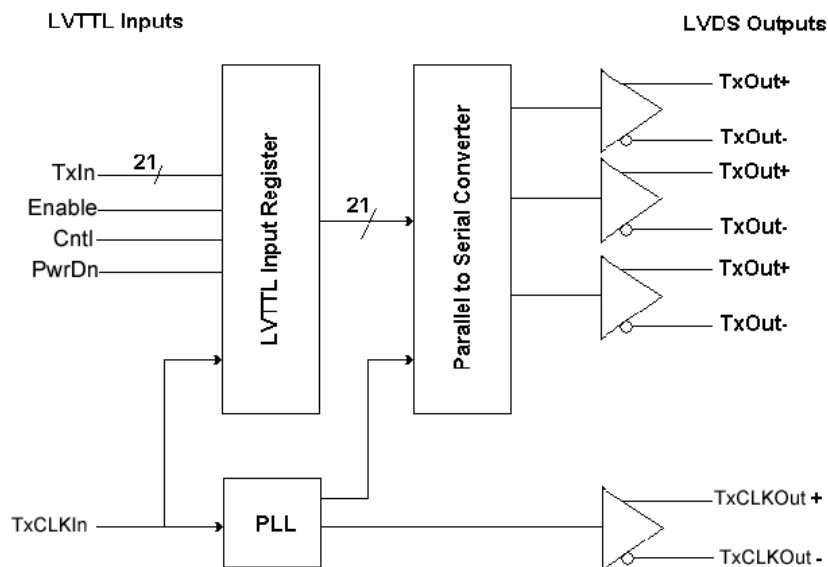 LVTTL Inputs
LVDS Outputs
TxIn
21
Enable
Cntl
PwrDn
LVTTL Input Register
21
Parallel to Serial Converter
TxOut+
TxOut-
TxOut+
TxOut-
TxOut+
TxOut-
TxCLKIn
PLL
TxCLKOut +
TxCLKOut -